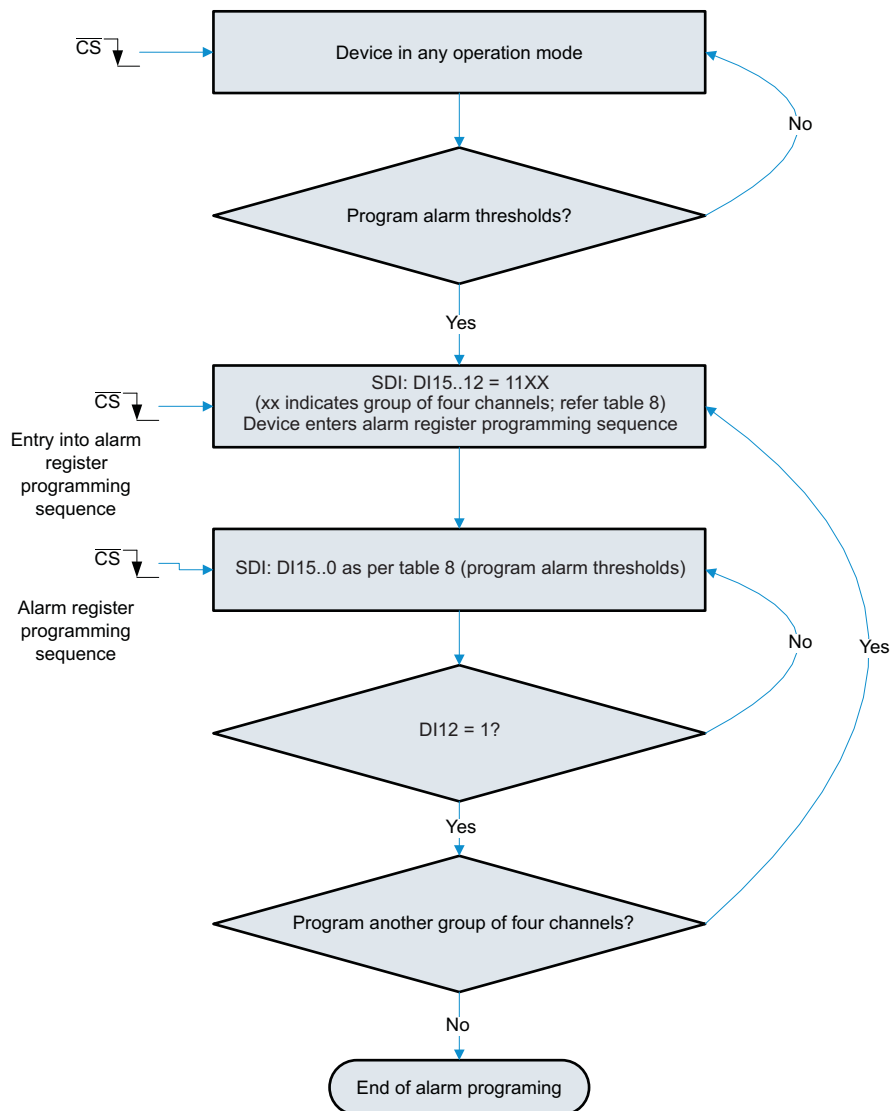 CS
Device in any operation mode
No
Program alarm thresholds?
Yes
SDI: DI15..12 = 11XX
(xx indicates group of four channels; refer table 8)
Device enters alarm register programming sequence
CS
Entry into alarm
register
programming
sequence
CS
SDI: DI15..0 as per table 8 (program alarm thresholds)
Alarm register
programming
sequence
No
Yes
DI12 = 1?
Yes
Program another group of four channels?
No
End of alarm programing